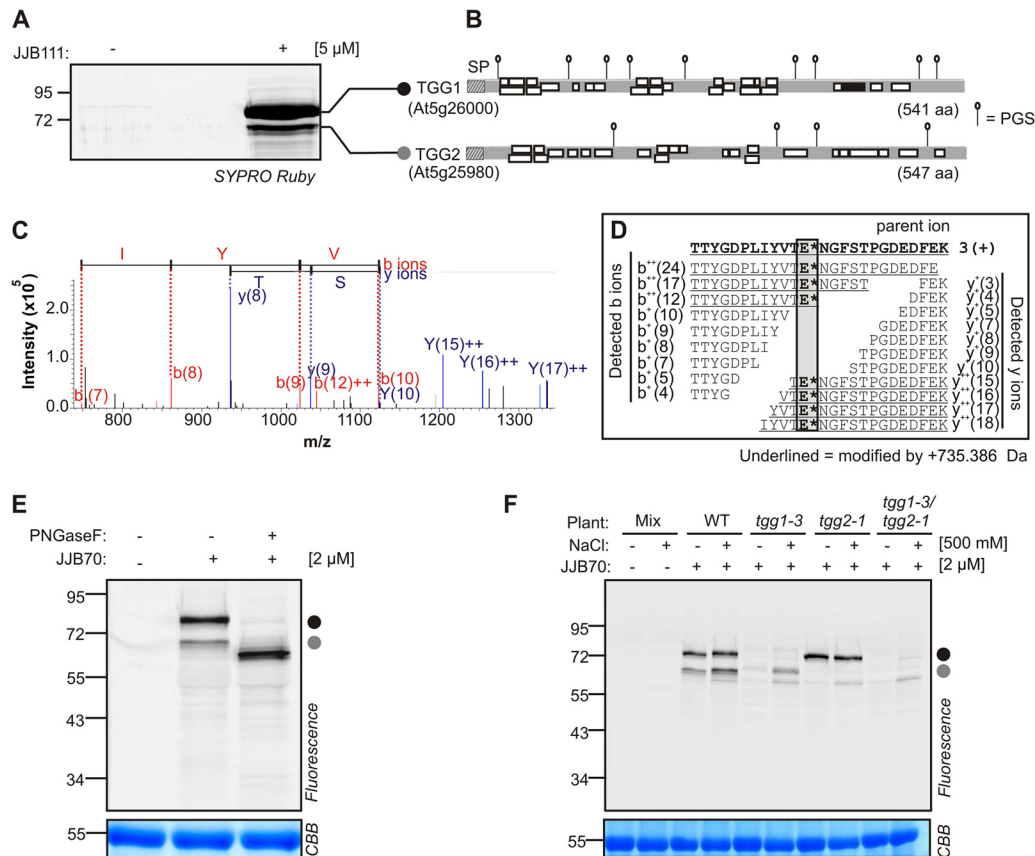 A
JJB111: - + [5 µM]
95
72
SYPRO Ruby
B
SP
TGG1
(At5g26000)
(541 aa)
= PGS
TGG2
(At5g25980)
(547 aa)
C
I Y V b ions
T S y ions
Intensity (x10⁵)
2.0
1.0
0.0
b (7)
b(8)
y(8)
b(9)
y(9)
b(12)++
b(10)
Y(10)
Y(15)++
Y(16)++
Y(17)++
800 900 1000 1100 1200 1300
m/z
D
parent ion
TTYGDPLIYVTE*NGFSTPGDEDFEK 3 (+)
Detected b ions
b⁺⁺(24) TTYGDPLIYVTE*NGFSTPGDEDFE
b⁺⁺(17) TTYGDPLIYVTE*NGFST FEK y⁺(3)
b⁺⁺(12) TTYGDPLIYVTE* DFEK y⁺(4)
b⁺(10) TTYGDPLIYV EDFEK y⁺(5)
b⁺(9) TTYGDPLIY GDEDFEK y⁺(7)
b⁺(8) TTYGDPLI PGDEDFEK y⁺(8)
b⁺(7) TTYGDPL TPGDEDFEK y⁺(9)
b⁺(5) TTYGD STPGDEDFEK y⁺(10)
b⁺(4) TTYG TE*NGFSTPGDEDFEK y⁺⁺(15)
VTE*NGFSTPGDEDFEK y⁺⁺(16)
YVTE*NGFSTPGDEDFEK y⁺⁺(17)
IYVTE*NGFSTPGDEDFEK y⁺⁺(18)
Detected y ions
Underlined = modified by +735.386 Da
E
PNGaseF: - - +
JJB70: - + + [2 µM]
95
72
55
43
34
Fluorescence
55
CBB
F
Plant: Mix WT tgg1-3 tgg2-1 tgg1-3/ tgg2-1
NaCl: - + - + - + - + - + [500 mM]
JJB70: - - + + + + + + + + [2 µM]
95
72
55
43
34
Fluorescence
55
CBB